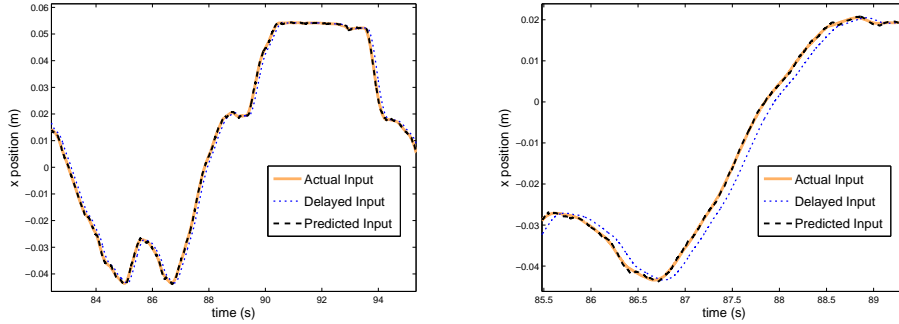 0.06
0.05
0.04
0.03
0.02
0.01
0
−0.01
−0.02
−0.03
−0.04
x position (m)
84 86 88 90 92 94
time (s)
Actual Input
Delayed Input
Predicted Input
0.02
0.01
0
−0.01
−0.02
−0.03
−0.04
x position (m)
85.5 86 86.5 87 87.5 88 88.5 89
time (s)
Actual Input
Delayed Input
Predicted Input